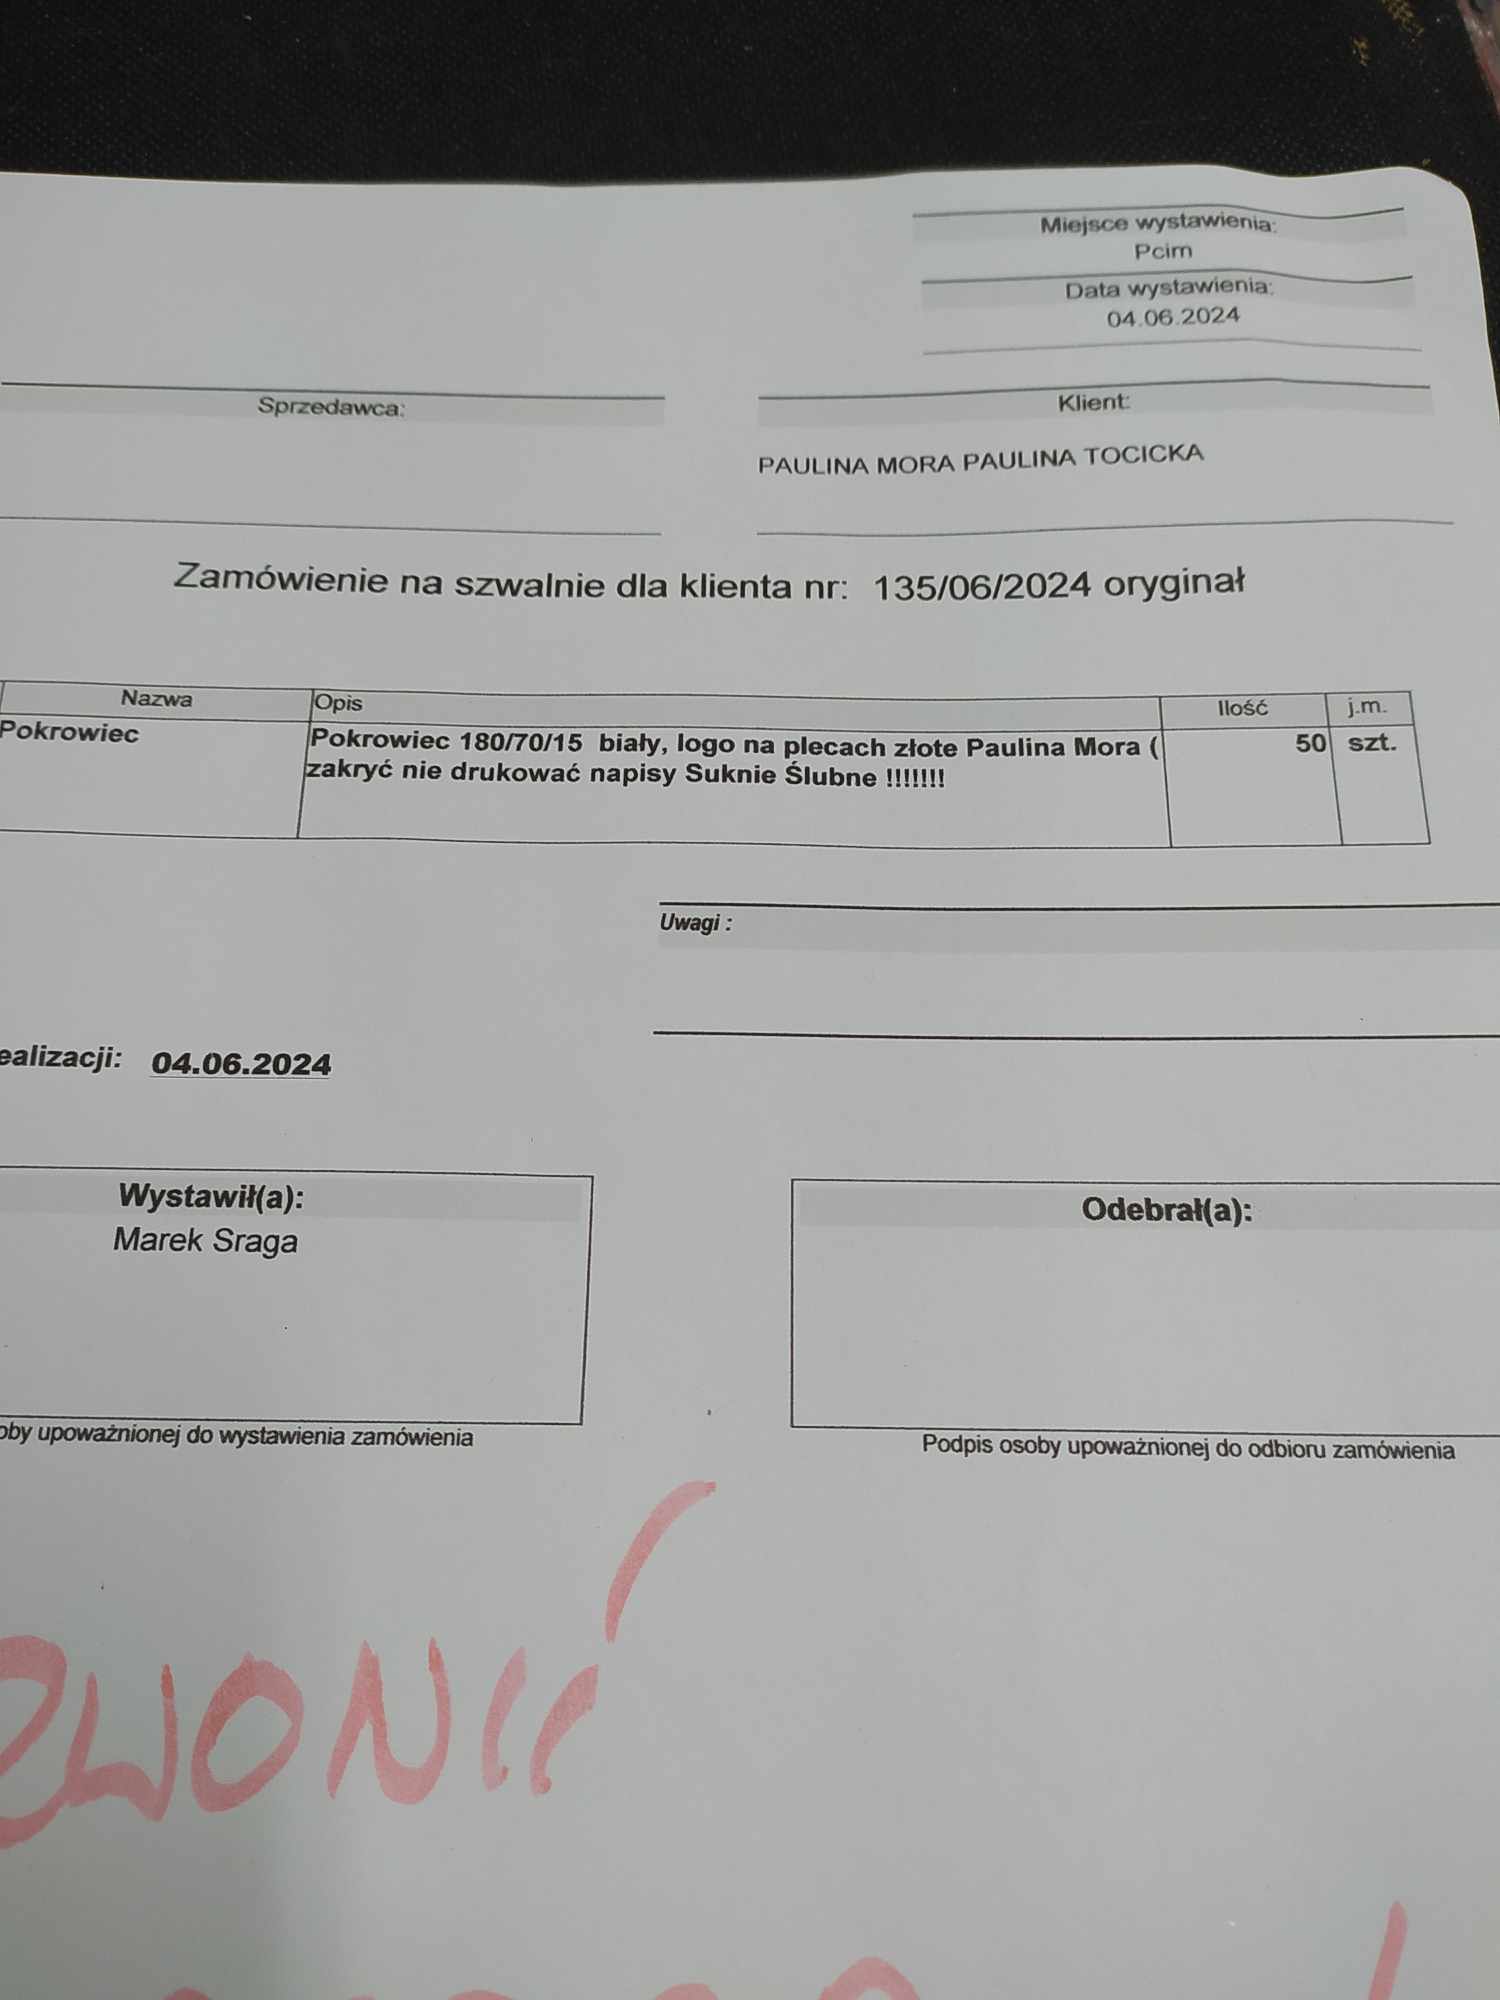 Miejsce wystawienia:
Pcim
Data wystawienia:
04.06.2024
Sprzedawca:
Klient:
PAULINA MORA PAULINA TOCICKA
Zamówienie na szwalnie dla klienta nr: 135/06/2024 oryginał
Nazwa Opis Ilość j.m.
Pokrowiec Pokrowiec 180/70/15 biały, logo na plecach złote Paulina Mora ( 50 szt.
zakryć nie drukować napisy Suknie Ślubne !!!!!!!
Uwagi :
ealizacji: 04.06.2024
Wystawił(a):
Marek Sraga
Odebrał(a):
oby upoważnionej do wystawienia zamówienia
Podpis osoby upoważnionej do odbioru zamówienia